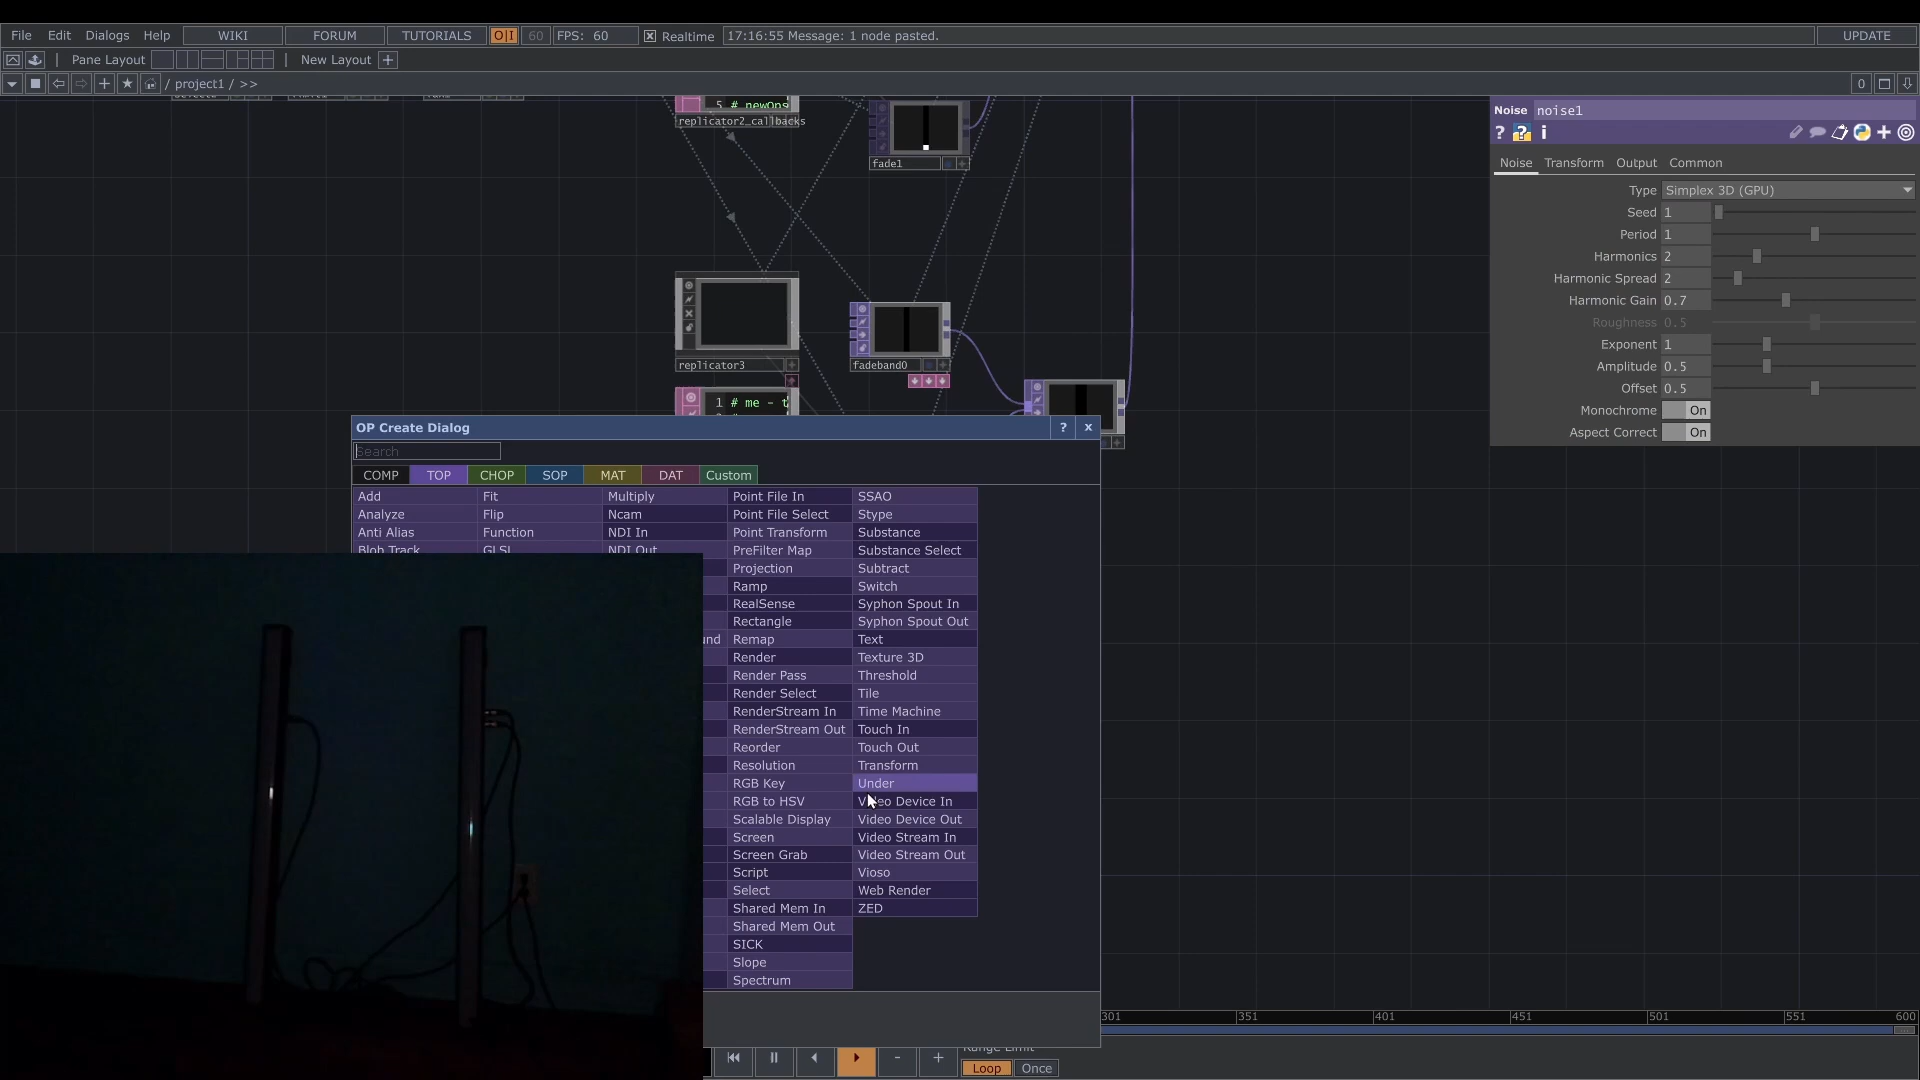 File Edit Dialogs Help WIKI FORUM TUTORIALS O|I 60 FPS: 60 Realtime 17:16:55 Message: 1 node pasted. UPDATE
Pane Layout New Layout +
/ project1 / >> 0
5 # newOps
replicator2_callbacks
fade1
replicator3
fadeband0
1 # me - t
OP Create Dialog ? x
Search
COMP TOP CHOP SOP MAT DAT Custom
Add Fit Multiply Point File In SSAO
Analyze Flip Ncam Point File Select Stype
Anti Alias Function NDI In Point Transform Substance
Blob Track GLSL NDI Out PreFilter Map Substance Select
Projection Subtract
Ramp Switch
RealSense Syphon Spout In
Rectangle Syphon Spout Out
und Remap Text
Render Texture 3D
Render Pass Threshold
Render Select Tile
RenderStream In Time Machine
RenderStream Out Touch In
Reorder Touch Out
Resolution Transform
RGB Key Under
RGB to HSV Video Device In
Scalable Display Video Device Out
Screen Video Stream In
Screen Grab Video Stream Out
Script Vioso
Select Web Render
Shared Mem In ZED
Shared Mem Out
SICK
Slope
Spectrum
Noise noise1
? ? i
Noise Transform Output Common
Type Simplex 3D (GPU)
Seed 1
Period 1
Harmonics 2
Harmonic Spread 2
Harmonic Gain 0.7
Roughness 0.5
Exponent 1
Amplitude 0.5
Offset 0.5
Monochrome On
Aspect Correct On
301 351 401 451 501 551 600
Range Limit
Loop Once